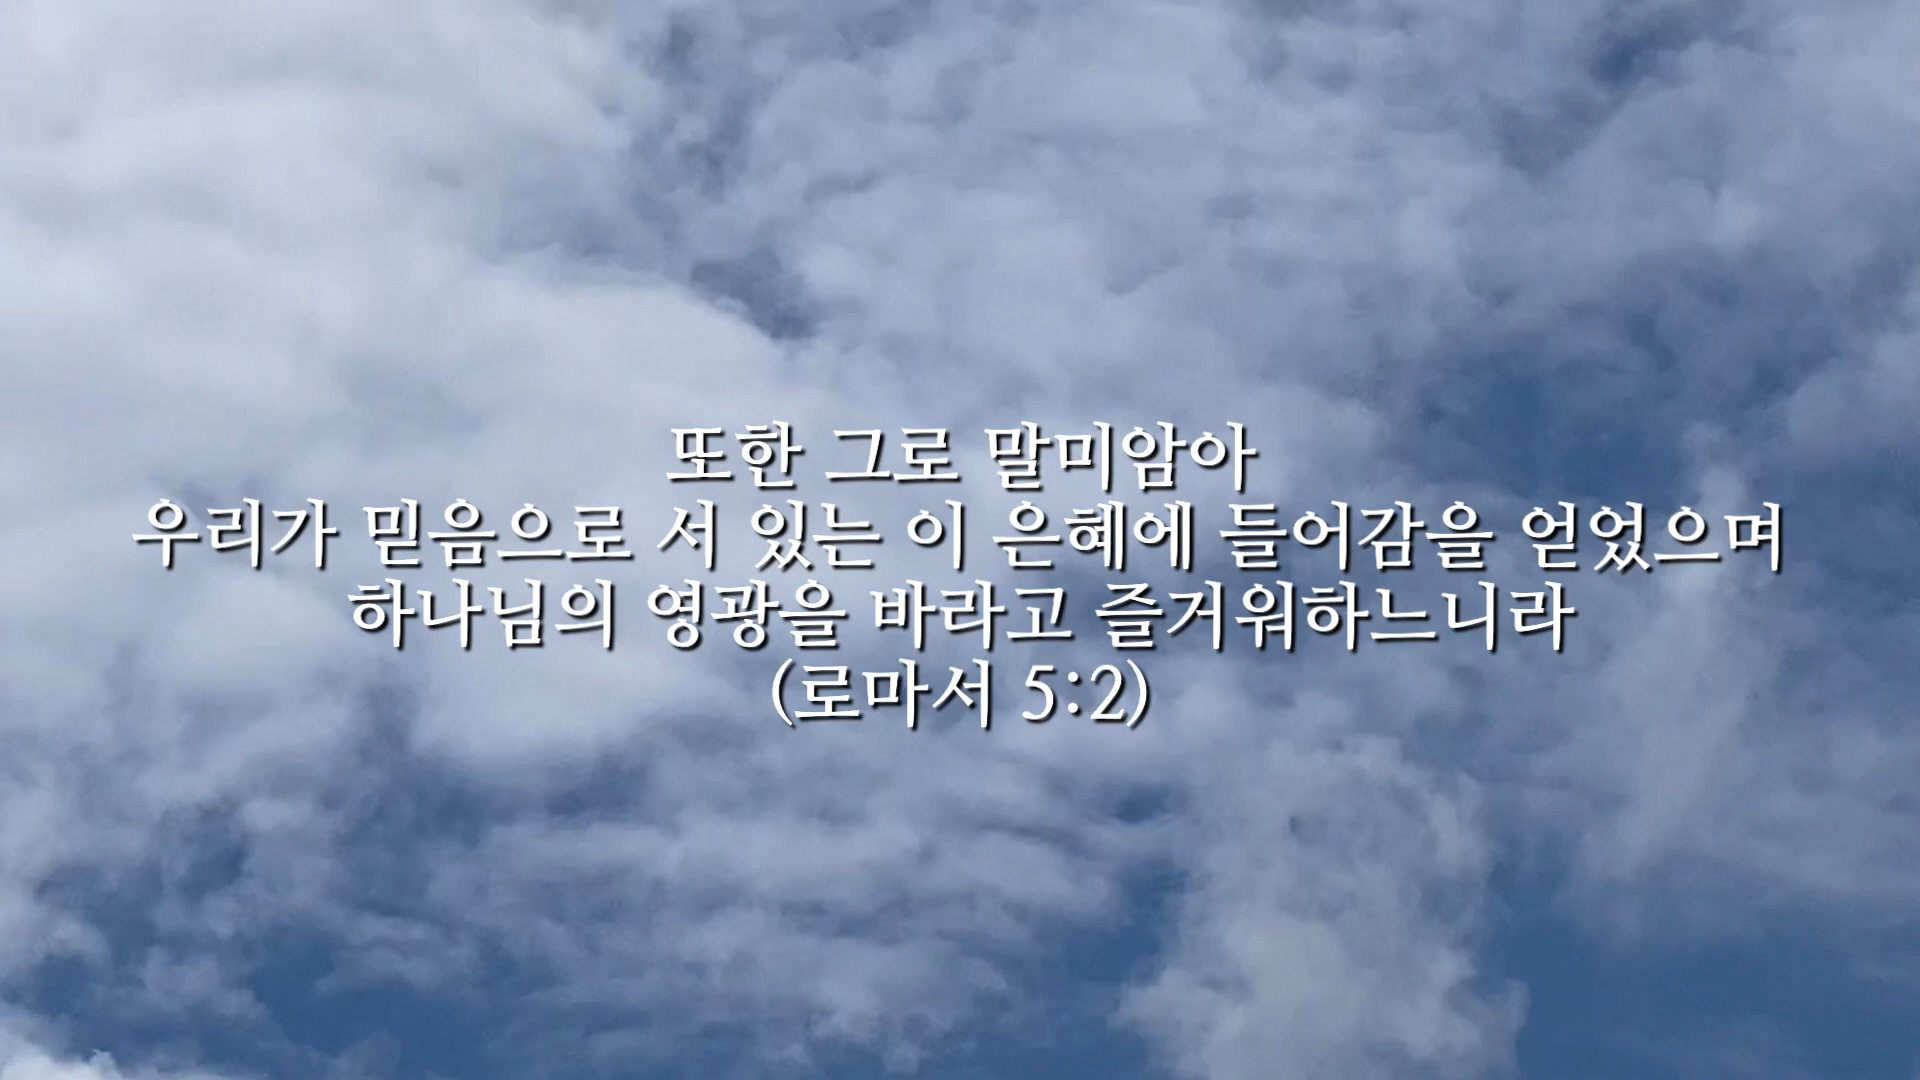 또한 그로 말미암아
우리가 믿음으로 서 있는 이 은혜에 들어감을 얻었으며
하나님의 영광을 바라고 즐거워하느니라
(로마서 5:2)